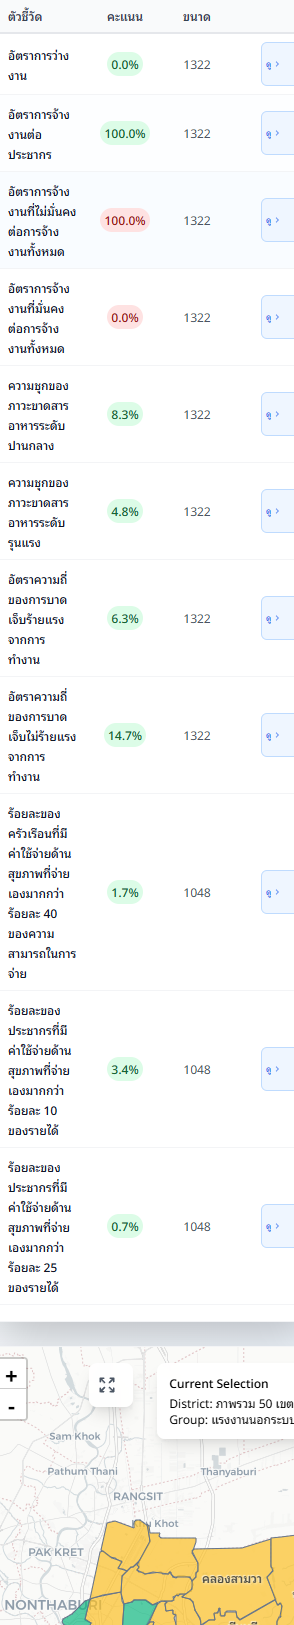 ตัวชี้วัด คะแนน ขนาด
อัตราการว่าง
งาน
0.0% 1322 ดู ›
อัตราการจ้าง
งานต่อ
ประชากร
100.0% 1322 ดู ›
อัตราการจ้าง
งานที่ไม่มั่นคง
ต่อการจ้าง
งานทั้งหมด
100.0% 1322 ดู ›
อัตราการจ้าง
งานที่มั่นคง
ต่อการจ้าง
งานทั้งหมด
0.0% 1322 ดู ›
ความชุกของ
ภาวะขาดสาร
อาหารระดับ
ปานกลาง
8.3% 1322 ดู ›
ความชุกของ
ภาวะขาดสาร
อาหารระดับ
รุนแรง
4.8% 1322 ดู ›
อัตราความถี่
ของการบาด
เจ็บร้ายแรง
จากการ
ทำงาน
6.3% 1322 ดู ›
อัตราความถี่
ของการบาด
เจ็บไม่ร้ายแรง
จากการ
ทำงาน
14.7% 1322 ดู ›
ร้อยละของ
ครัวเรือนที่มี
ค่าใช้จ่ายด้าน
สุขภาพที่จ่าย
เองมากกว่า
ร้อยละ 40
ของความ
สามารถในการ
จ่าย
1.7% 1048 ดู ›
ร้อยละของ
ประชากรที่มี
ค่าใช้จ่ายด้าน
สุขภาพที่จ่าย
เองมากกว่า
ร้อยละ 10
ของรายได้
3.4% 1048 ดู ›
ร้อยละของ
ประชากรที่มี
ค่าใช้จ่ายด้าน
สุขภาพที่จ่าย
เองมากกว่า
ร้อยละ 25
ของรายได้
0.7% 1048 ดู ›
+
-
Current Selection
District: ภาพรวม 50 เขต
Group: แรงงานนอกระบบ
Sam Khok
Pathum Thani
Thanyaburi
RANGSIT
Khot
PAK KRET
คลองสามวา
NONTHABURI